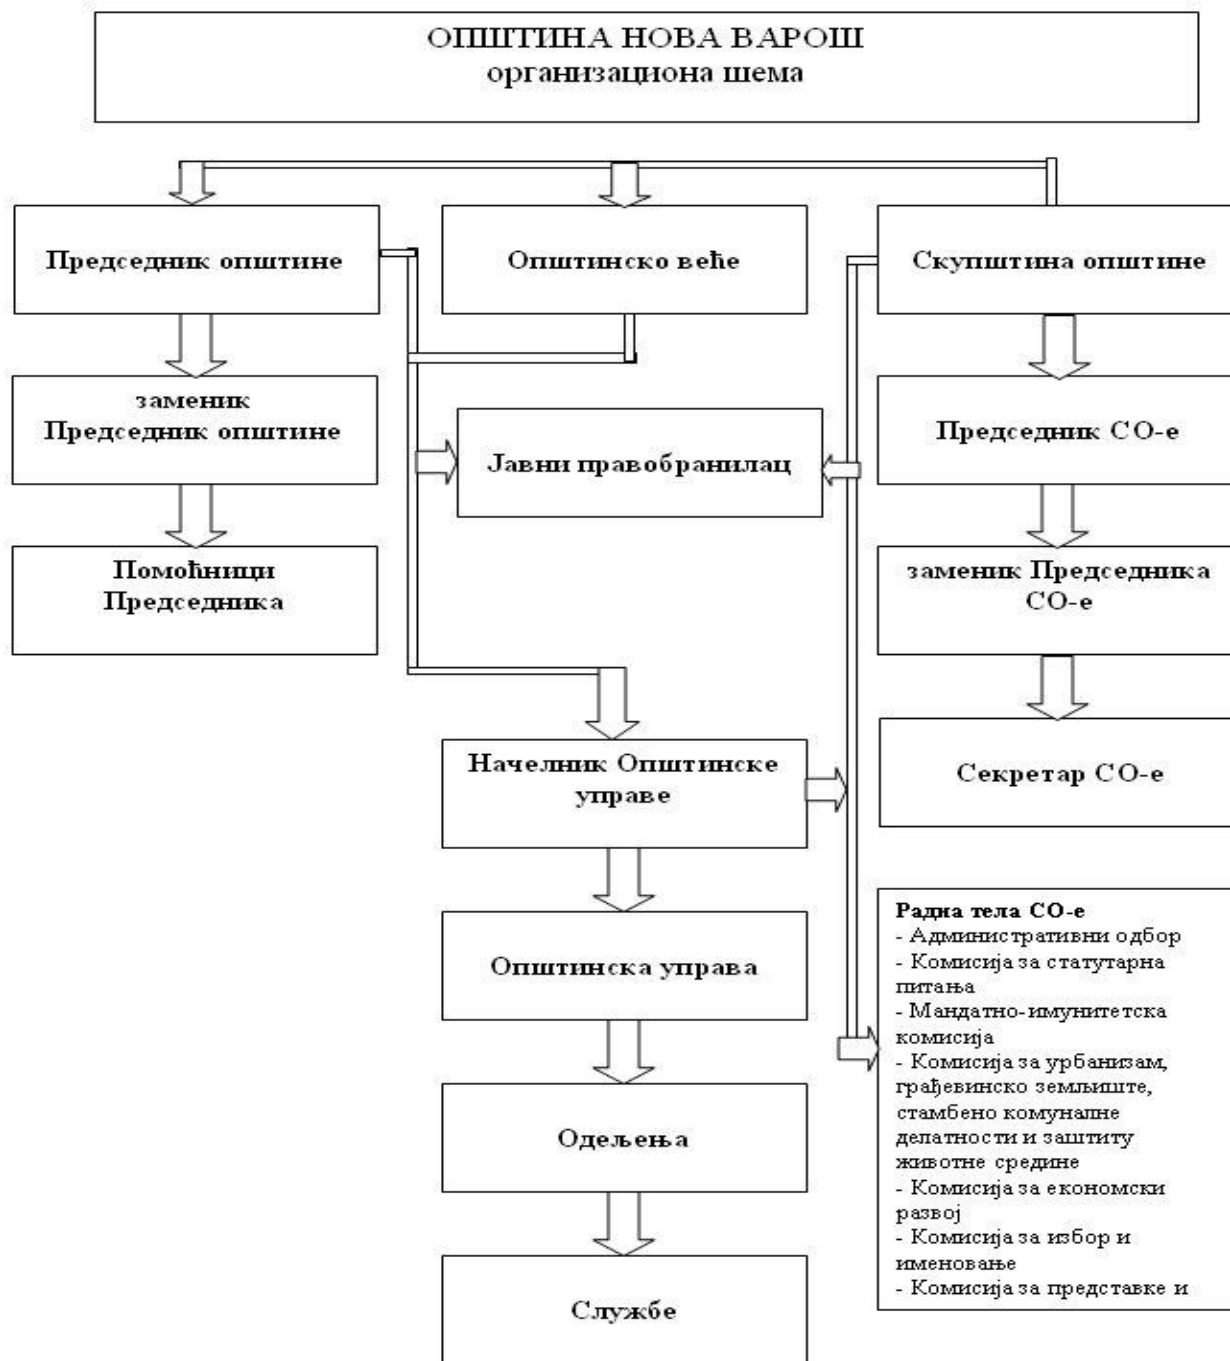 ОПШТИНА НОВА ВАРОШ
организациона шема
Председник општине
Општинско веће
Скупштина општине
заменик
Председник општине
Јавни правобранилац
Председник СО-е
Помоћници
Председника
заменик Председника
СО-е
Начелник Општинске
управе
Секретар СО-е
Општинска управа
Одељења
Службе
Радна тела СО-е
- Административни одбор
- Комисија за статутарна
питања
- Мандатно-имунитетска
комисија
- Комисија за урбанизам,
грађевинско земљиште,
стамбено комуналне
делатности и заштиту
животне средине
- Комисија за економски
развој
- Комисија за избор и
именовање
- Комисија за представке и